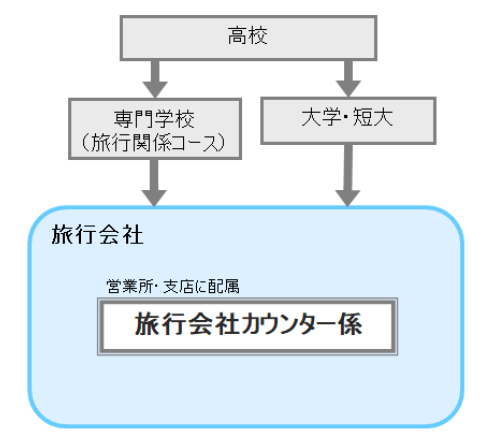 高校
専門学校
（旅行関係コース）
大学・短大
旅行会社
営業所・支店に配属
旅行会社カウンター係